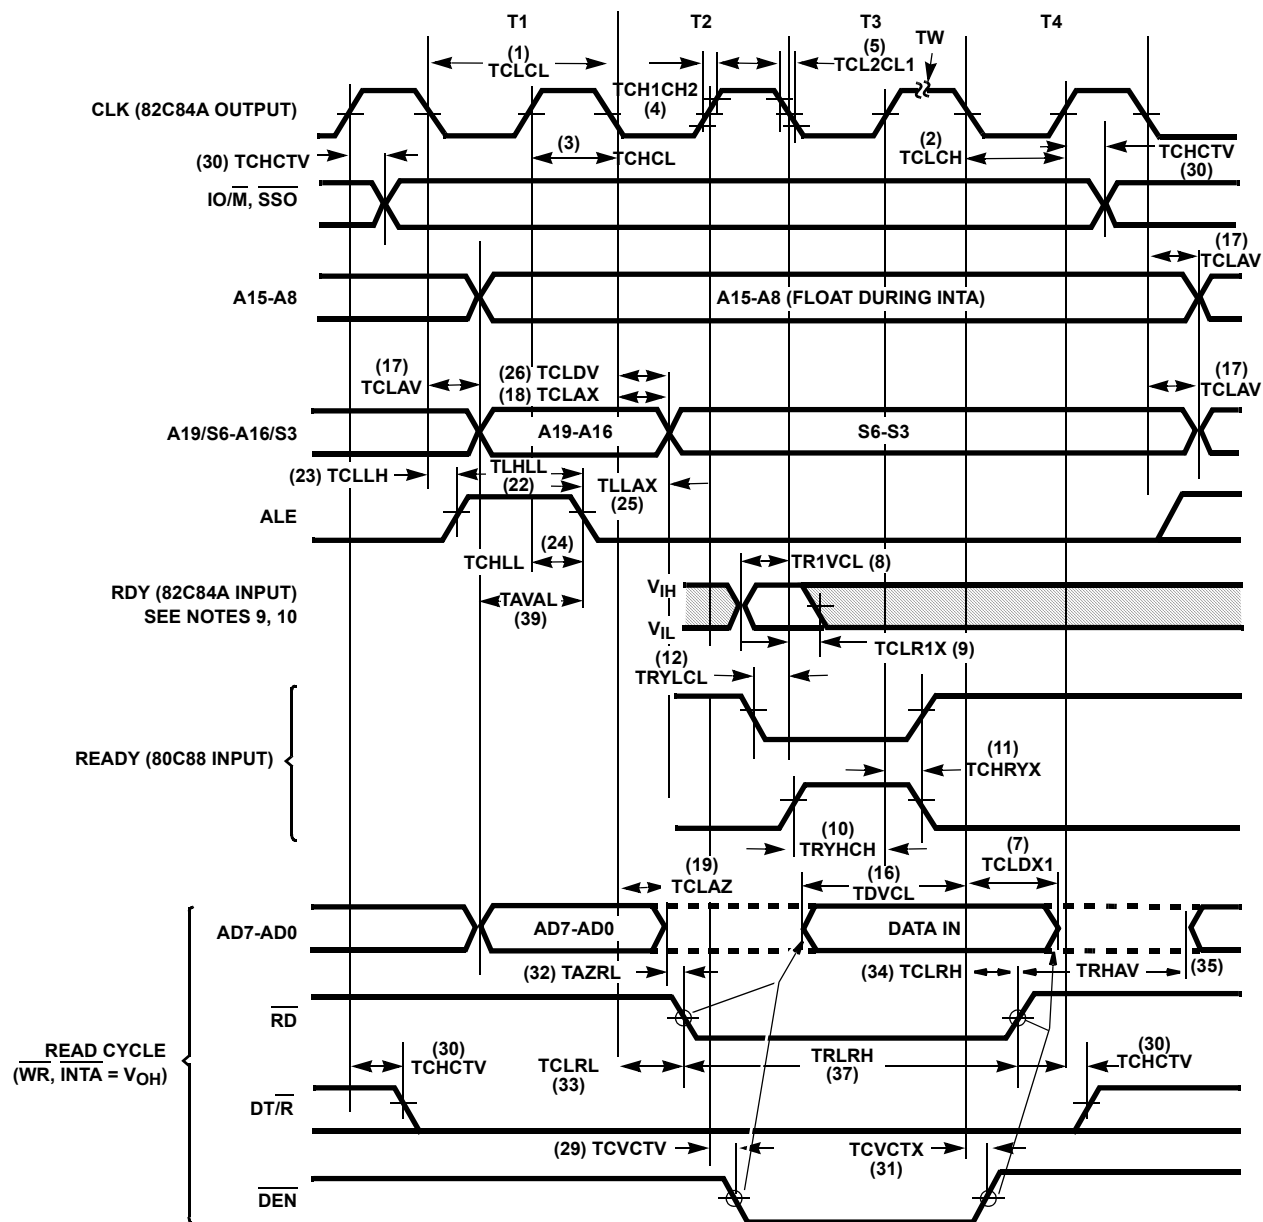 T1
T2
T3
T4
TW
(1)
TCLCL
TCH1CH2
(4)
(5)
TCL2CL1
CLK (82C84A OUTPUT)
(30) TCHCTV
(3)
TCHCL
(2)
TCLCH
TCHCTV
(30)
IO/M, SSO
(17)
TCLAV
A15-A8
A15-A8 (FLOAT DURING INTA)
(17)
TCLAV
(26) TCLDV
(18) TCLAX
(17)
TCLAV
A19/S6-A16/S3
A19-A16
S6-S3
(23) TCLLH
TLHLL
(22)
TLLAX
(25)
ALE
TCHLL
(24)
TR1VCL (8)
RDY (82C84A INPUT)
SEE NOTES 9, 10
TAVAL
(39)
VIH
VIL
TCLR1X (9)
(12)
TRYLCL
READY (80C88 INPUT)
(11)
TCHRYX
(10)
TRYHCH
(19)
TCLAZ
(16)
TDVCL
(7)
TCLDX1
AD7-AD0
AD7-AD0
DATA IN
(32) TAZRL
(34) TCLRH
TRHAV
(35)
RD
READ CYCLE
(WR, INTA = VOH)
(30)
TCHCTV
TCLRL
(33)
TRLRH
(37)
(30)
TCHCTV
DT/R
(29) TCVCTV
TCVCTX
(31)
DEN